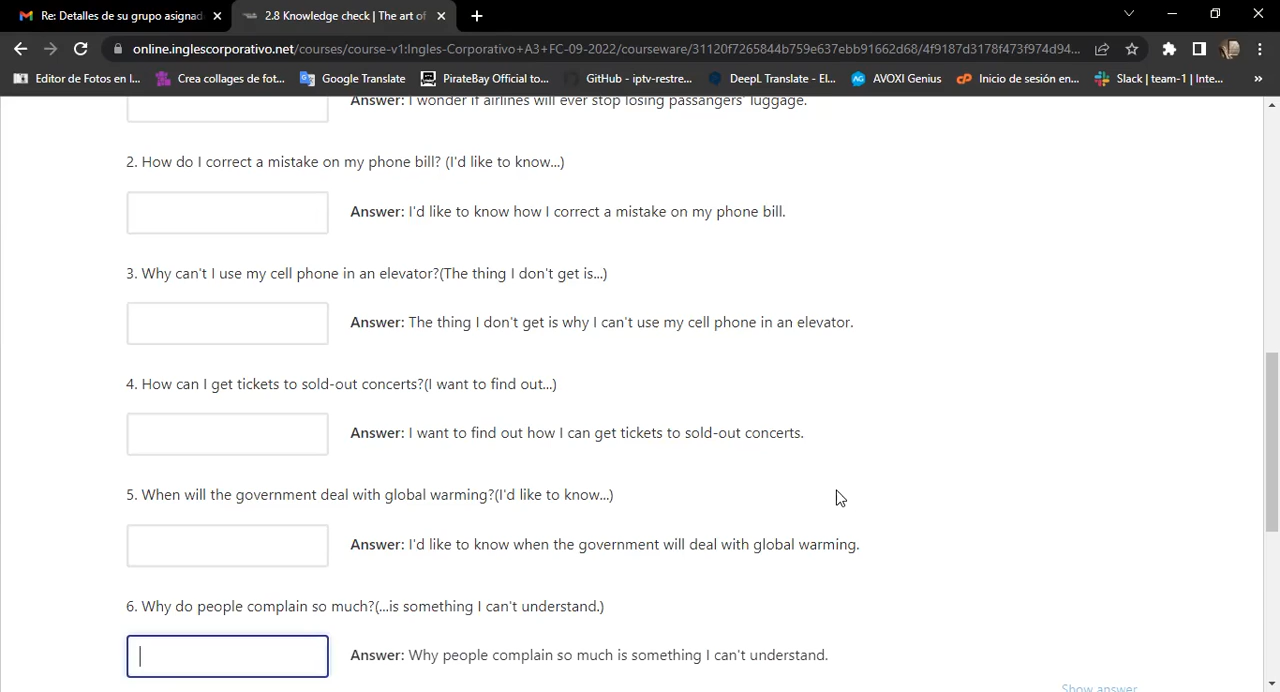 Re: Detalles de su grupo asignad
2.8 Knowledge check | The art of
online.inglescorporativo.net/courses/course-v1:Ingles-Corporativo+A3+FC-09-2022/courseware/31120f7265844b759e637ebb91662d68/4f9187d3178f473f974d94...
Editor de Fotos en l... Crea collages de fot... Google Translate PirateBay Official to... GitHub - iptv-restre... DeepL Translate - El... AVOXI Genius Inicio de sesión en... Slack | team-1 | Inte... »
Answer: I wonder if airlines will ever stop losing passengers' luggage.
2. How do I correct a mistake on my phone bill? (I'd like to know...)
Answer: I'd like to know how I correct a mistake on my phone bill.
3. Why can't I use my cell phone in an elevator?(The thing I don't get is...)
Answer: The thing I don't get is why I can't use my cell phone in an elevator.
4. How can I get tickets to sold-out concerts?(I want to find out...)
Answer: I want to find out how I can get tickets to sold-out concerts.
5. When will the government deal with global warming?(I'd like to know...)
Answer: I'd like to know when the government will deal with global warming.
6. Why do people complain so much?(...is something I can't understand.)
Answer: Why people complain so much is something I can't understand.
Show answer